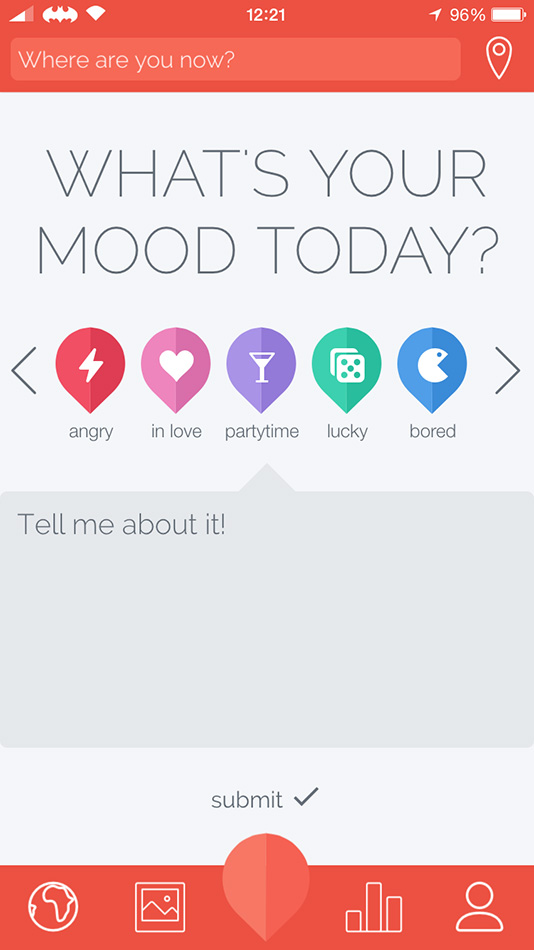 12:21
96%
Where are you now?
WHAT'S YOUR
MOOD TODAY?
angry in love partytime lucky bored
Tell me about it!
submit